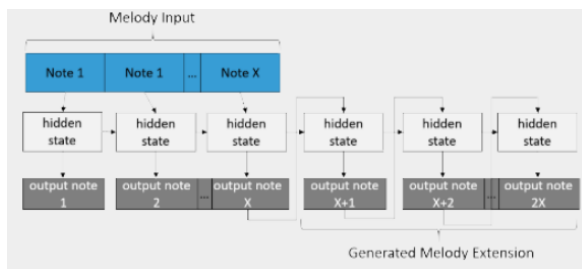 Melody Input
Note 1 Note 1 ... Note X
hidden hidden hidden hidden hidden hidden
state state state state state state
output note output note output note output note output note output note
1 2 ... X X+1 X+2 ... 2X
Generated Melody Extension